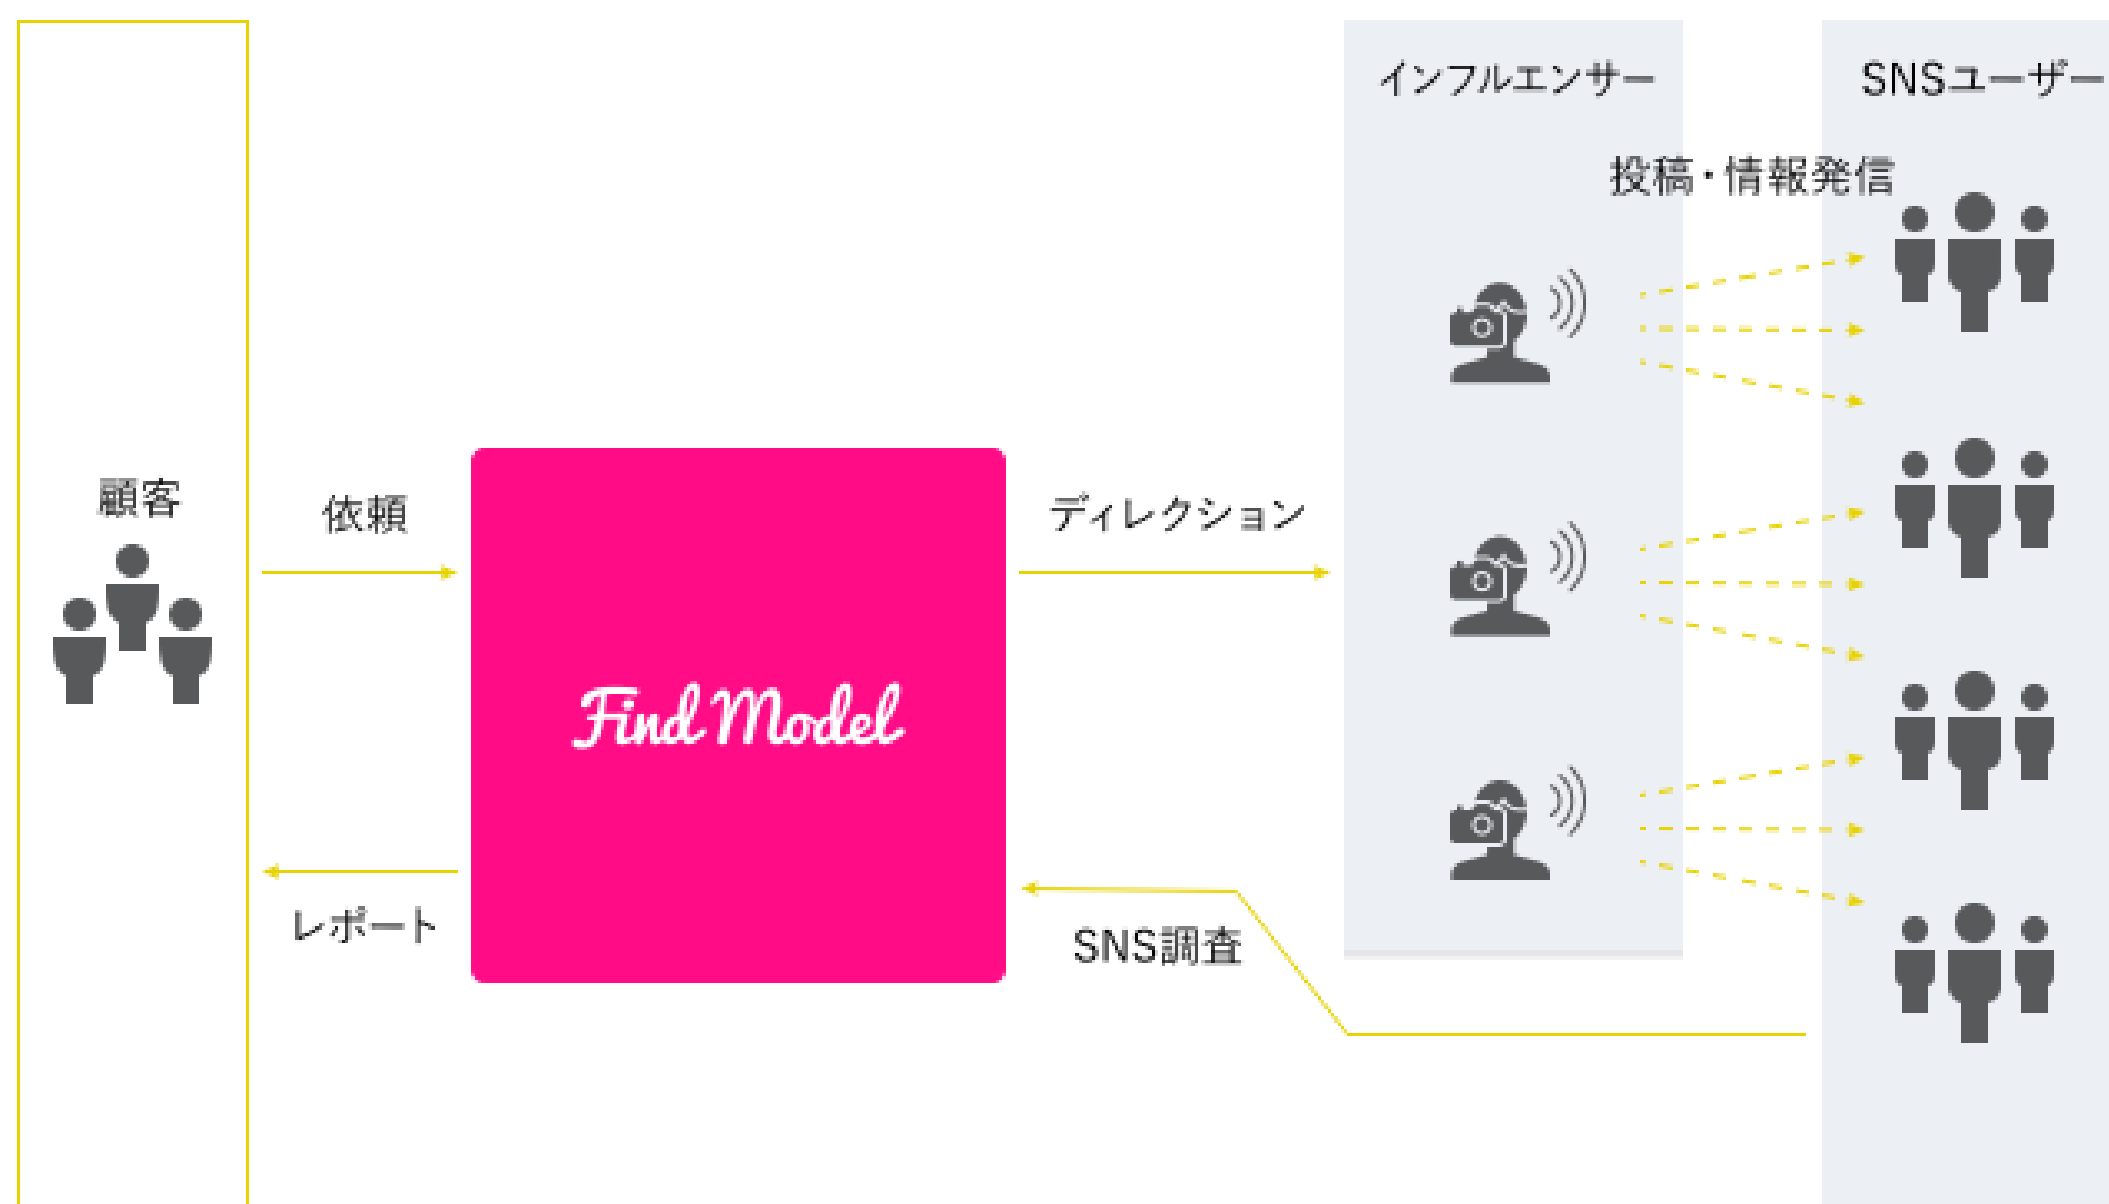 インフルエンサー
SNSユーザー
投稿・情報発信
顧客
依頼
ディレクション
Find Model
レポート
SNS調査